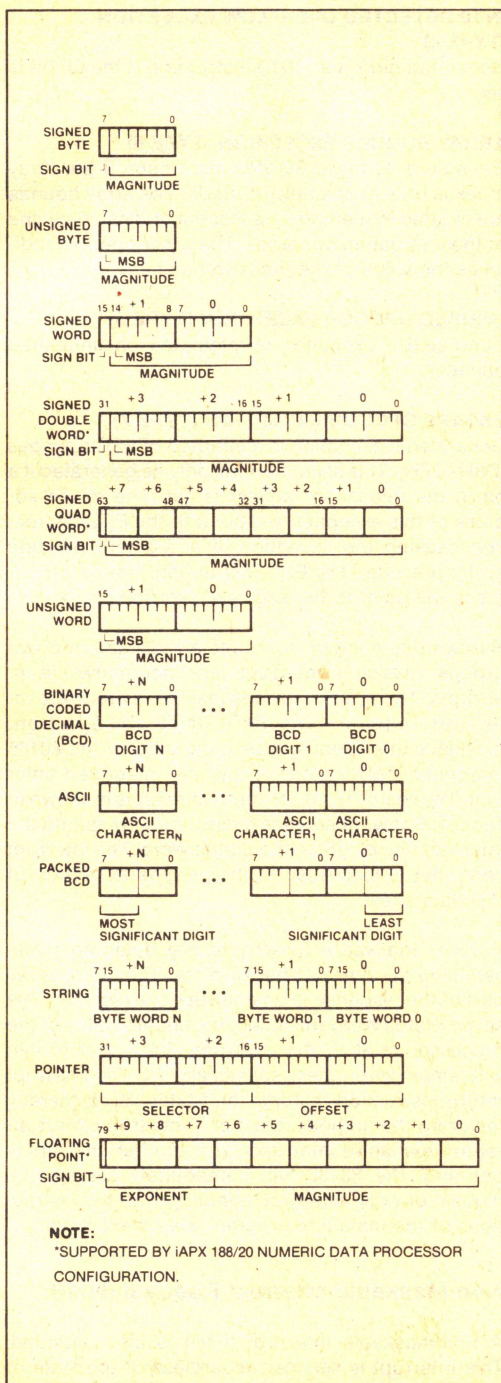 7 0
SIGNED
BYTE
SIGN BIT
MAGNITUDE
7 0
UNSIGNED
BYTE
MSB
MAGNITUDE
15 14 +1 8 7 0 0
SIGNED
WORD
SIGN BIT MSB
MAGNITUDE
31 +3 +2 16 15 +1 0 0
SIGNED
DOUBLE
WORD*
SIGN BIT MSB
MAGNITUDE
+7 +6 +5 +4 +3 +2 +1 0
63 48 47 32 31 16 15 0
SIGNED
QUAD
WORD*
SIGN BIT MSB
MAGNITUDE
15 +1 0 0
UNSIGNED
WORD
MSB
MAGNITUDE
7 +N 0 7 +1 0 7 0 0
BINARY
CODED
DECIMAL
(BCD)
•••
BCD BCD BCD
DIGIT N DIGIT 1 DIGIT 0
7 +N 0 7 +1 0 7 0 0
ASCII •••
ASCII ASCII ASCII
CHARACTERN CHARACTER1 CHARACTER0
7 +N 0 7 +1 0 7 0 0
PACKED
BCD •••
MOST LEAST
SIGNIFICANT DIGIT SIGNIFICANT DIGIT
7 15 +N 0 7 15 +1 0 7 15 0 0
STRING •••
BYTE WORD N BYTE WORD 1 BYTE WORD 0
31 +3 +2 16 15 +1 0 0
POINTER
SELECTOR OFFSET
79 +9 +8 +7 +6 +5 +4 +3 +2 +1 0 0
FLOATING
POINT*
SIGN BIT
EXPONENT MAGNITUDE
NOTE:
*SUPPORTED BY iAPX 188/20 NUMERIC DATA PROCESSOR
CONFIGURATION.